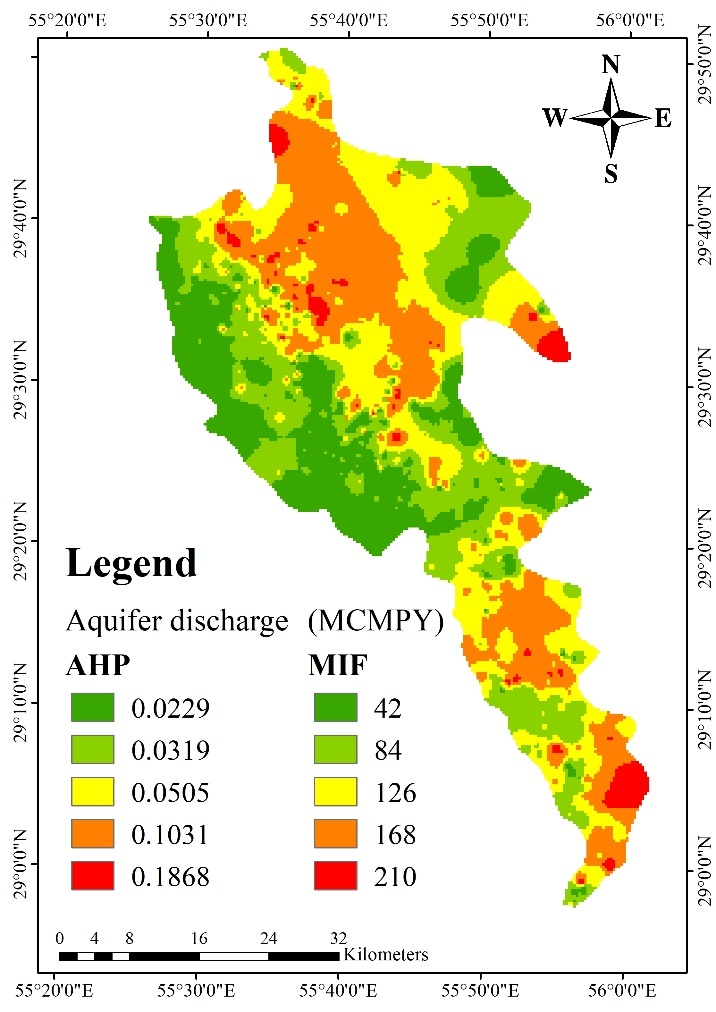 55°20'0"E 55°30'0"E 55°40'0"E 55°50'0"E 56°0'0"E
29°50'0"N
N
W E
S
29°40'0"N 29°40'0"N
29°30'0"N 29°30'0"N
29°20'0"N 29°20'0"N
Legend
Aquifer discharge (MCMPY)
AHP MIF
0.0229 42
29°10'0"N 29°10'0"N
0.0319 84
0.0505 126
0.1031 168
29°0'0"N 29°0'0"N
0.1868 210
0 4 8 16 24 32
Kilometers
55°20'0"E 55°30'0"E 55°40'0"E 55°50'0"E 56°0'0"E